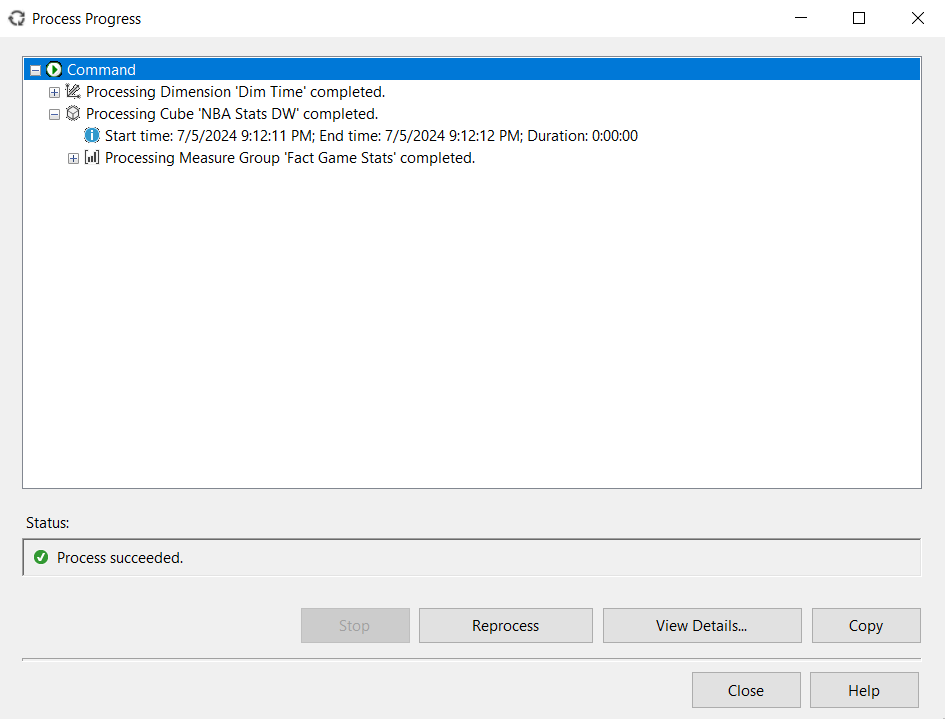 Process Progress
Command
Processing Dimension 'Dim Time' completed.
Processing Cube 'NBA Stats DW' completed.
Start time: 7/5/2024 9:12:11 PM; End time: 7/5/2024 9:12:12 PM; Duration: 0:00:00
Processing Measure Group 'Fact Game Stats' completed.
Status:
Process succeeded.
Stop Reprocess View Details... Copy
Close Help